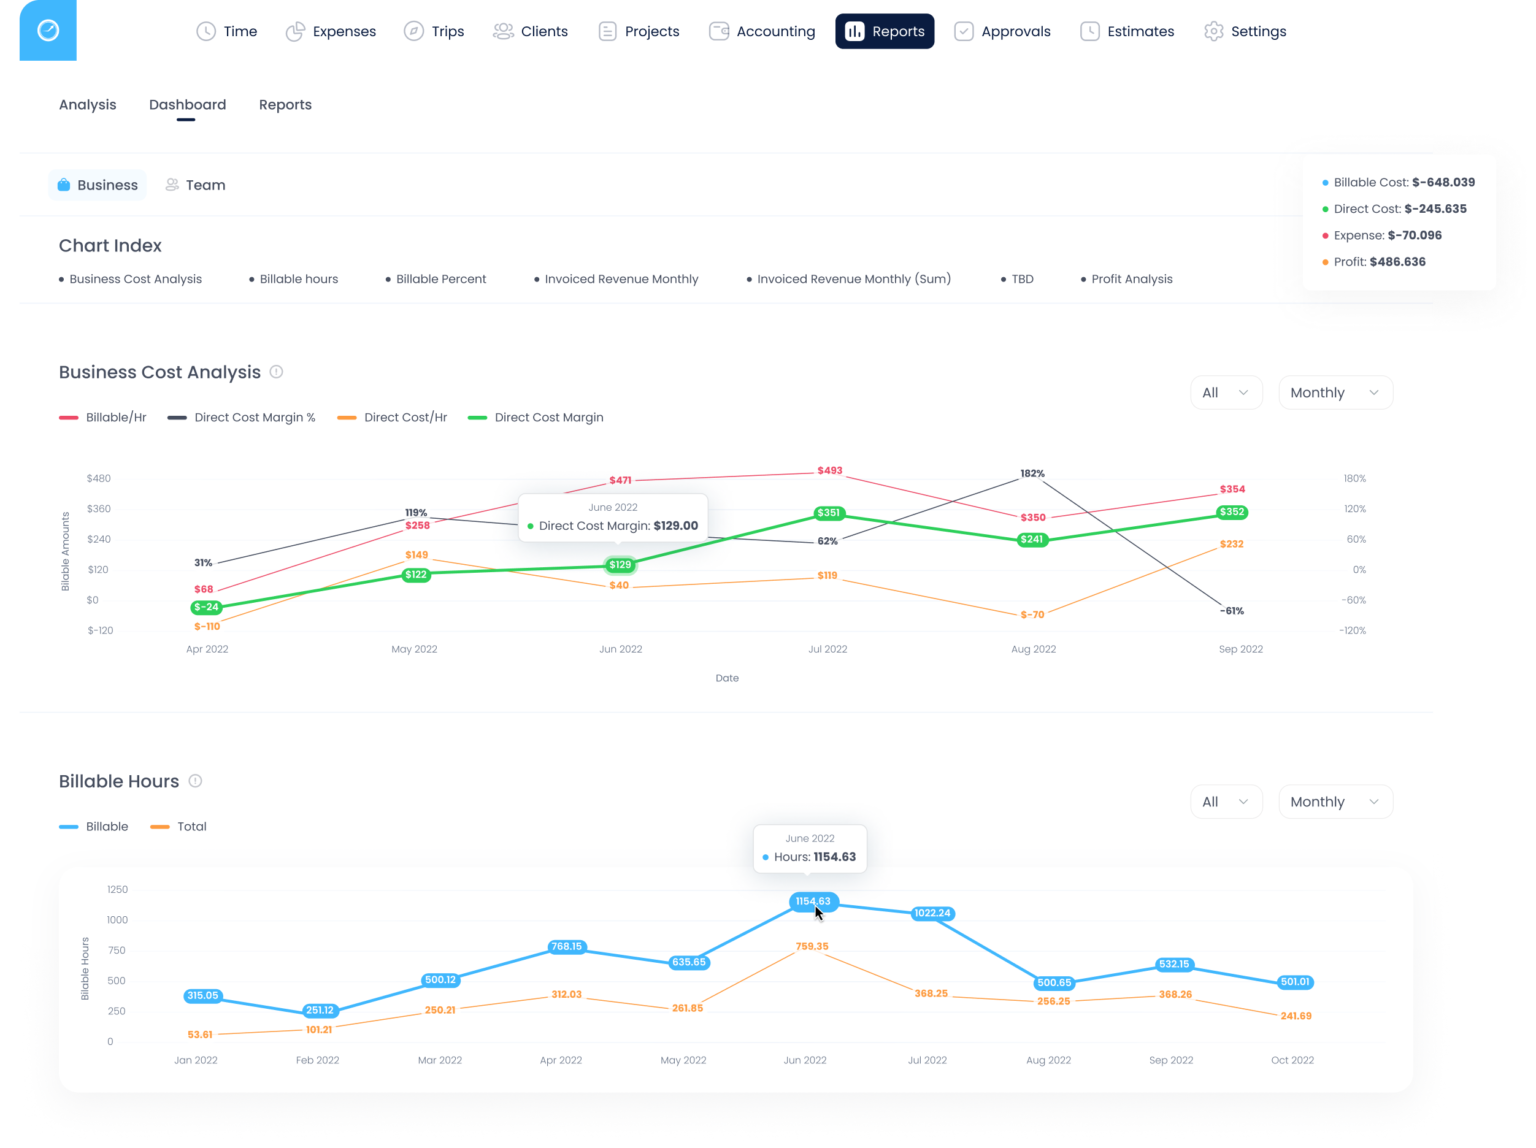 Time Expenses Trips Clients Projects Accounting Reports Approvals Estimates Settings
Analysis Dashboard Reports
Business Team
Billable Cost: $-648.039
Direct Cost: $-245.635
Expense: $-70.096
Profit: $486.636
Chart Index
• Business Cost Analysis • Billable hours • Billable Percent • Invoiced Revenue Monthly • Invoiced Revenue Monthly (Sum) • TBD • Profit Analysis
Business Cost Analysis
All Monthly
Billable/Hr Direct Cost Margin % Direct Cost/Hr Direct Cost Margin
Billable Amounts
$480
$360
$240
$120
$0
$-120
180%
120%
60%
0%
-60%
-120%
31% 119% 62% 182% -61%
$68 $258 $471 $493 $350 $354
$-24 $122 $129 $351 $241 $352
$-110 $149 $40 $119 $-70 $232
June 2022
Direct Cost Margin: $129.00
Apr 2022 May 2022 Jun 2022 Jul 2022 Aug 2022 Sep 2022
Date
Billable Hours
All Monthly
Billable Total
June 2022
Hours: 1154.63
Bilable Hours
1250
1000
750
500
250
0
315.05 251.12 500.12 768.15 635.65 1154.63 1022.24 500.65 532.15 501.01
53.61 101.21 250.21 312.03 261.85 759.35 368.25 256.25 368.26 241.69
Jan 2022 Feb 2022 Mar 2022 Apr 2022 May 2022 Jun 2022 Jul 2022 Aug 2022 Sep 2022 Oct 2022